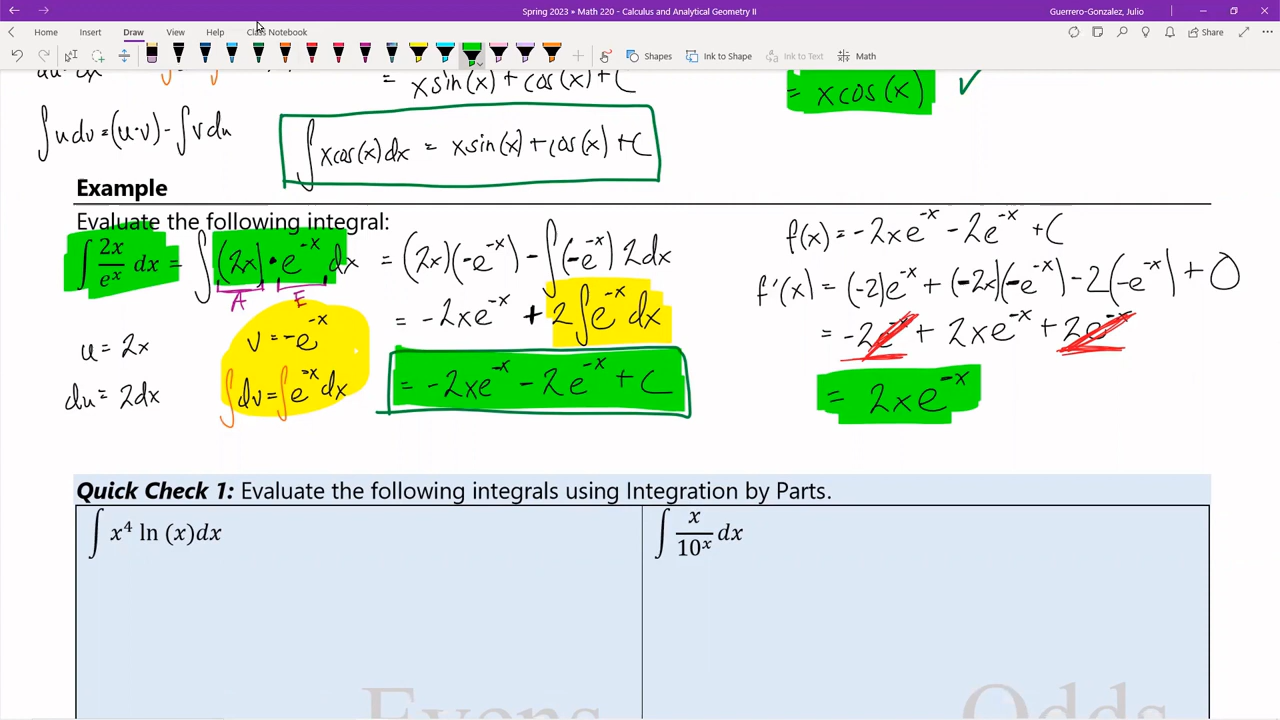 Spring 2023 » Math 220 - Calculus and Analytical Geometry II
Guerrero-Gonzalez, Julio
Home Insert Draw View Help Class Notebook
Share
Shapes Ink to Shape Ink to Text Math
= xsin(x) + cos(x) + C
= xcos(x) ✓
∫udv = (u·v) - ∫vdu
∫xcos(x)dx = xsin(x) + cos(x) + C
Example
Evaluate the following integral:
∫ 2x/eˣ dx = ∫(2x)•e⁻ˣ dx = (2x)(-e⁻ˣ) - ∫(-e⁻ˣ) 2dx
A E
= -2xe⁻ˣ + 2∫e⁻ˣ dx
= -2xe⁻ˣ - 2e⁻ˣ + C
u = 2x
du = 2dx
v = -e⁻ˣ
∫dv = ∫e⁻ˣ dx
f(x) = -2xe⁻ˣ - 2e⁻ˣ + C
f'(x) = (-2)e⁻ˣ + (-2x)(-e⁻ˣ) - 2(-e⁻ˣ) + 0
= -2e⁻ˣ + 2xe⁻ˣ + 2e⁻ˣ
= 2xe⁻ˣ
Quick Check 1: Evaluate the following integrals using Integration by Parts.
∫ x⁴ ln (x)dx
∫ x/10ˣ dx
Evens
Odds